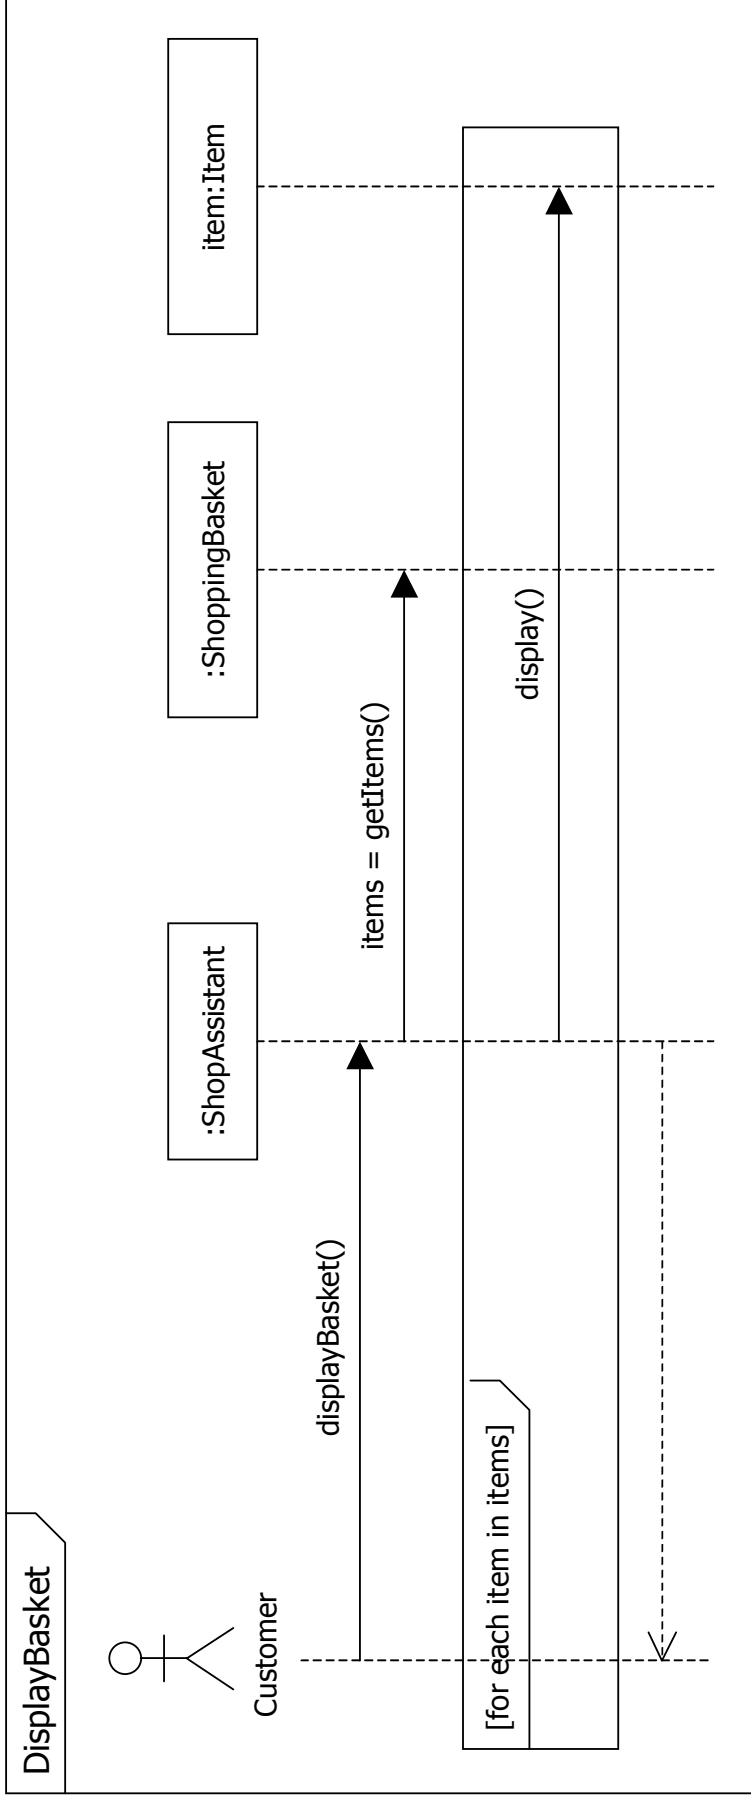 DisplayBasket
Customer
:ShopAssistant
:ShoppingBasket
item:Item
displayBasket()
items = getItems()
[for each item in items]
display()